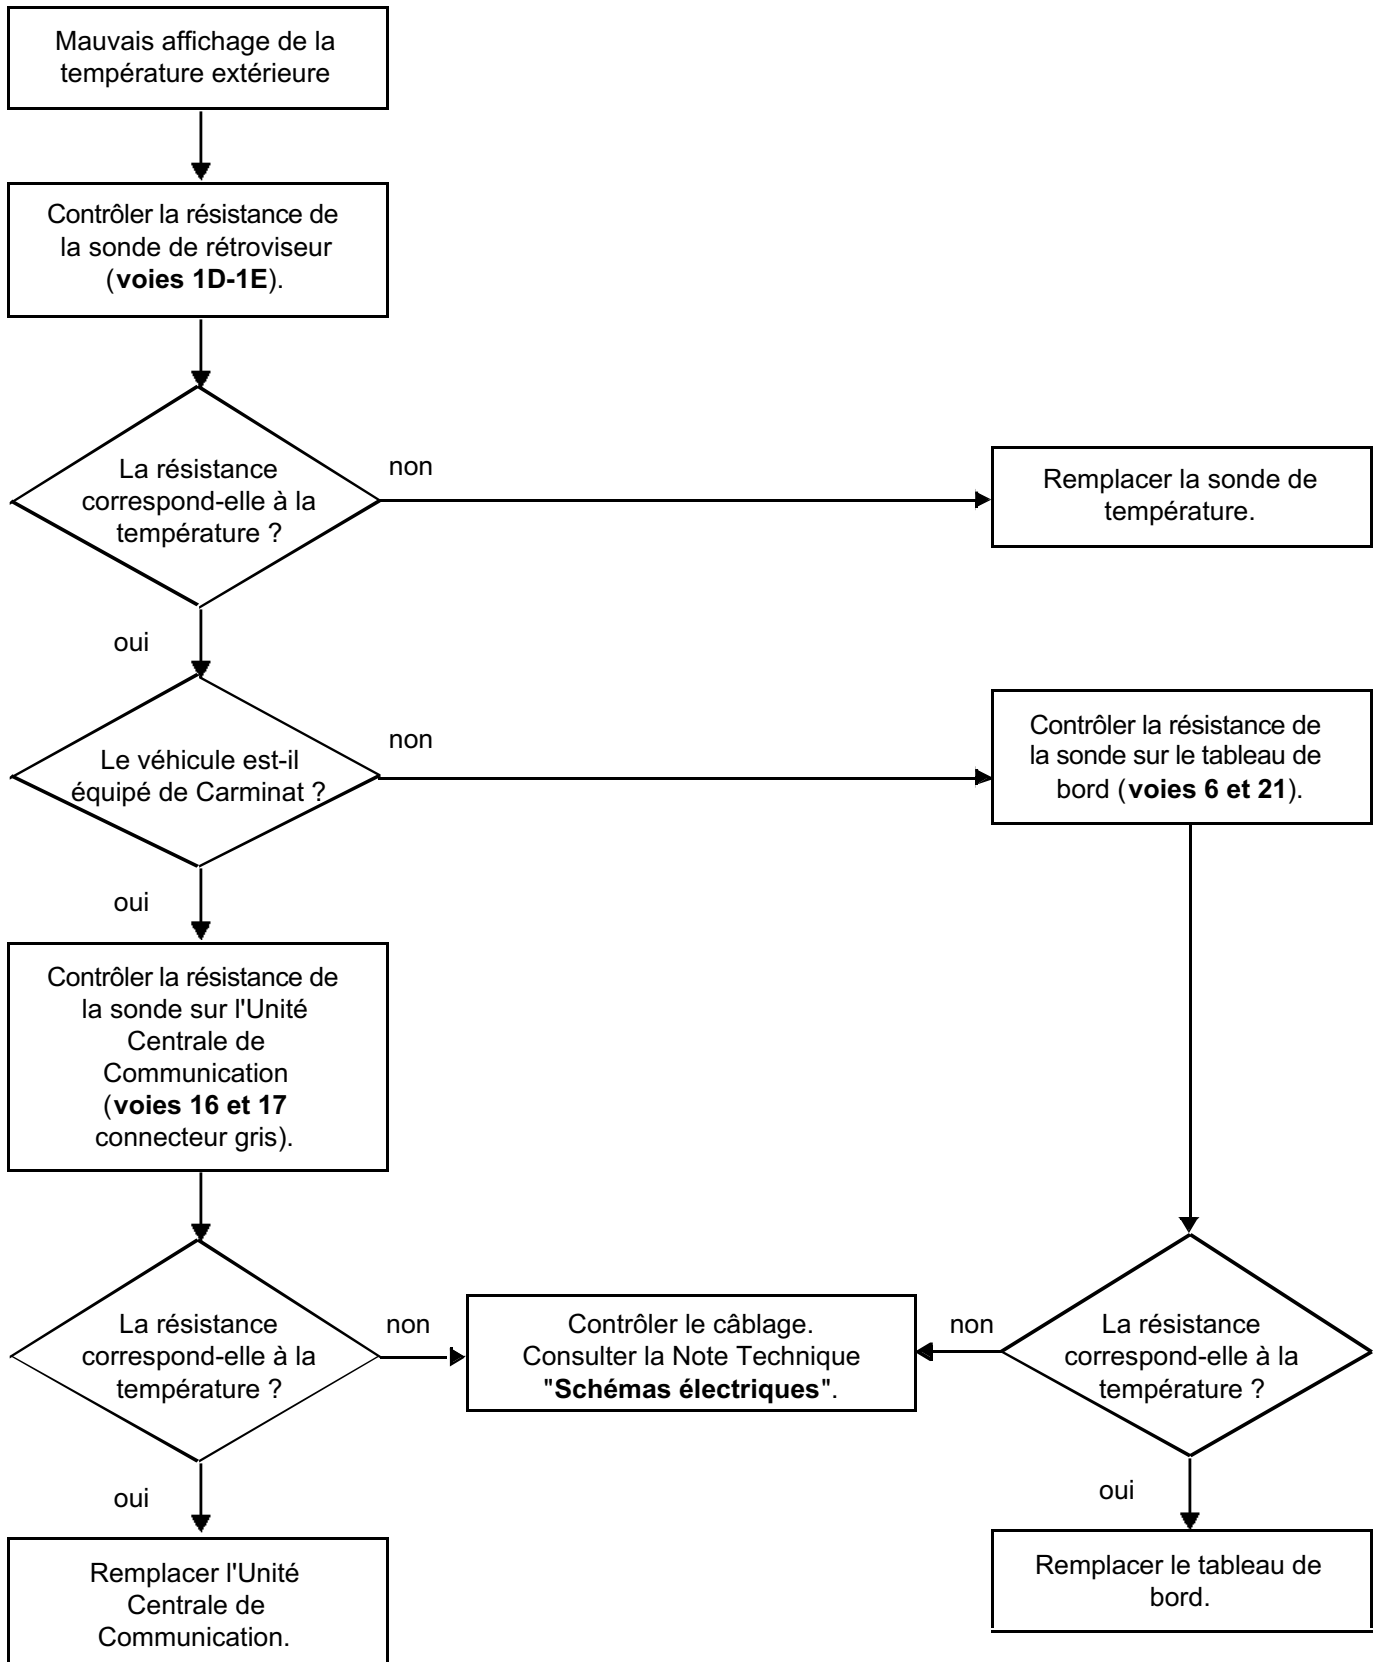 Mauvais affichage de la
température extérieure
Contrôler la résistance de
la sonde de rétroviseur
(voies 1D-1E).
La résistance
correspond-elle à la
température ?
non
Remplacer la sonde de
température.
oui
Le véhicule est-il
équipé de Carminat ?
non
Contrôler la résistance de
la sonde sur le tableau de
bord (voies 6 et 21).
oui
Contrôler la résistance de
la sonde sur l'Unité
Centrale de
Communication
(voies 16 et 17
connecteur gris).
La résistance
correspond-elle à la
température ?
non
Contrôler le câblage.
Consulter la Note Technique
"Schémas électriques".
non
La résistance
correspond-elle à la
température ?
oui
oui
Remplacer l'Unité
Centrale de
Communication.
Remplacer le tableau de
bord.